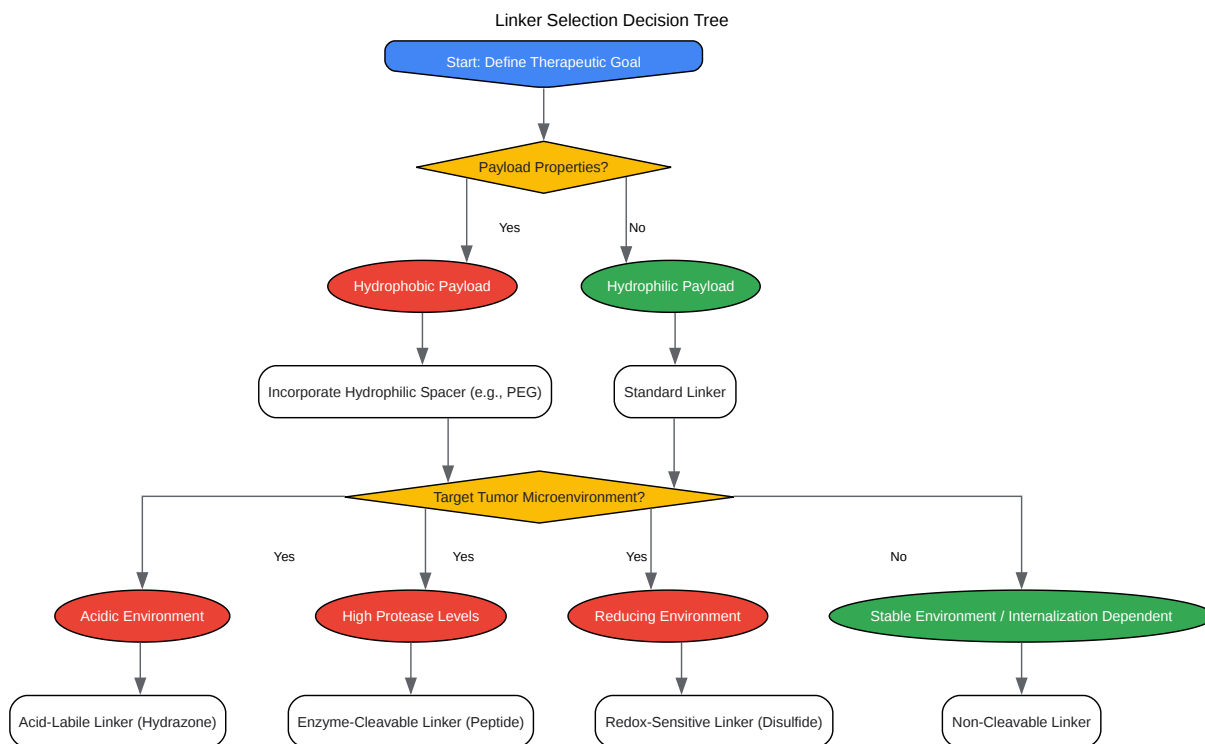 Linker Selection Decision Tree
Start: Define Therapeutic Goal
Payload Properties?
Yes
No
Hydrophobic Payload
Hydrophilic Payload
Incorporate Hydrophilic Spacer (e.g., PEG)
Standard Linker
Target Tumor Microenvironment?
Yes
Yes
Yes
No
Acidic Environment
High Protease Levels
Reducing Environment
Stable Environment / Internalization Dependent
Acid-Labile Linker (Hydrazone)
Enzyme-Cleavable Linker (Peptide)
Redox-Sensitive Linker (Disulfide)
Non-Cleavable Linker